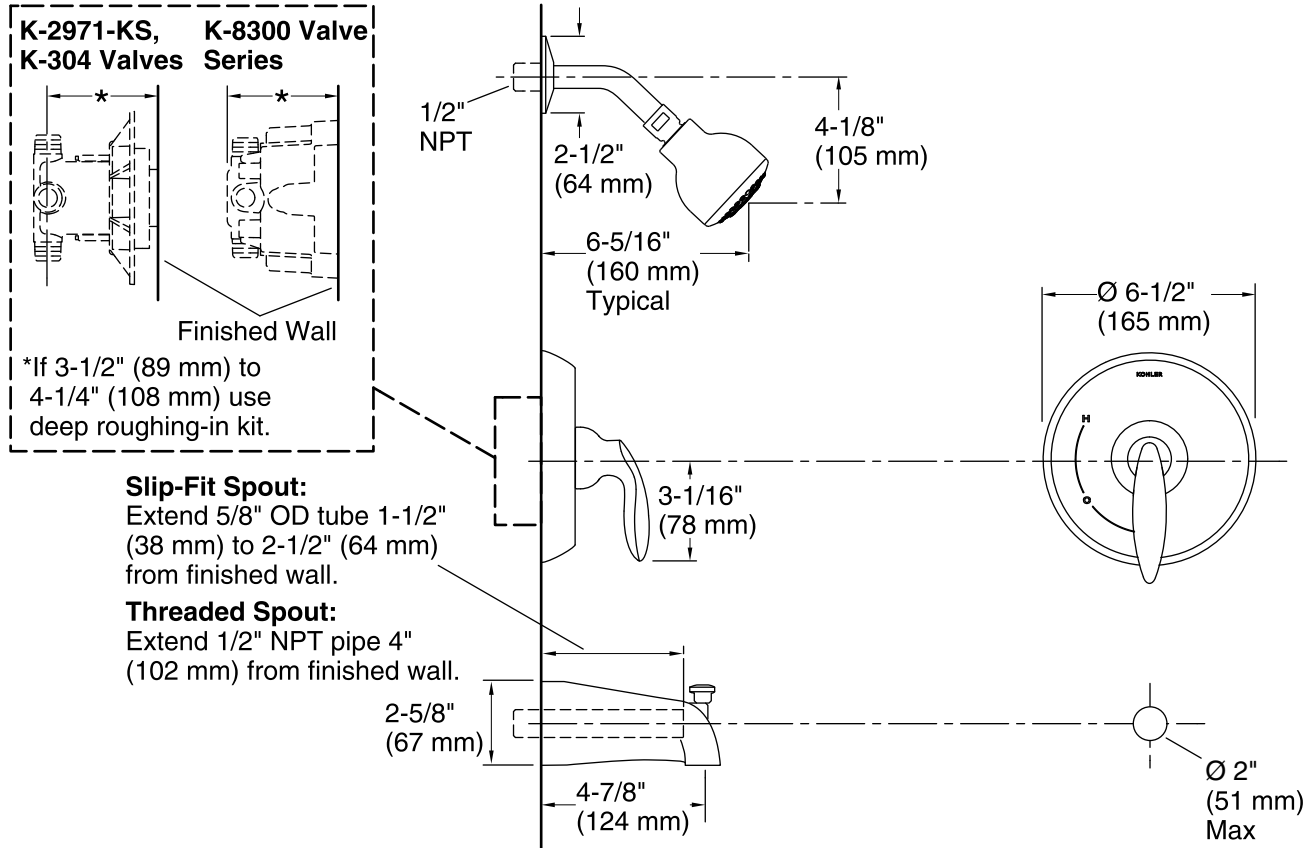 K-2971-KS,
K-304 Valves
K-8300 Valve
Series
*
*
Finished Wall
*If 3-1/2" (89 mm) to
4-1/4" (108 mm) use
deep roughing-in kit.
1/2"
NPT
2-1/2"
(64 mm)
4-1/8"
(105 mm)
6-5/16"
(160 mm)
Typical
Ø 6-1/2"
(165 mm)
KOHLER
H
C
3-1/16"
(78 mm)
Slip-Fit Spout:
Extend 5/8" OD tube 1-1/2"
(38 mm) to 2-1/2" (64 mm)
from finished wall.
Threaded Spout:
Extend 1/2" NPT pipe 4"
(102 mm) from finished wall.
2-5/8"
(67 mm)
4-7/8"
(124 mm)
Ø 2"
(51 mm)
Max